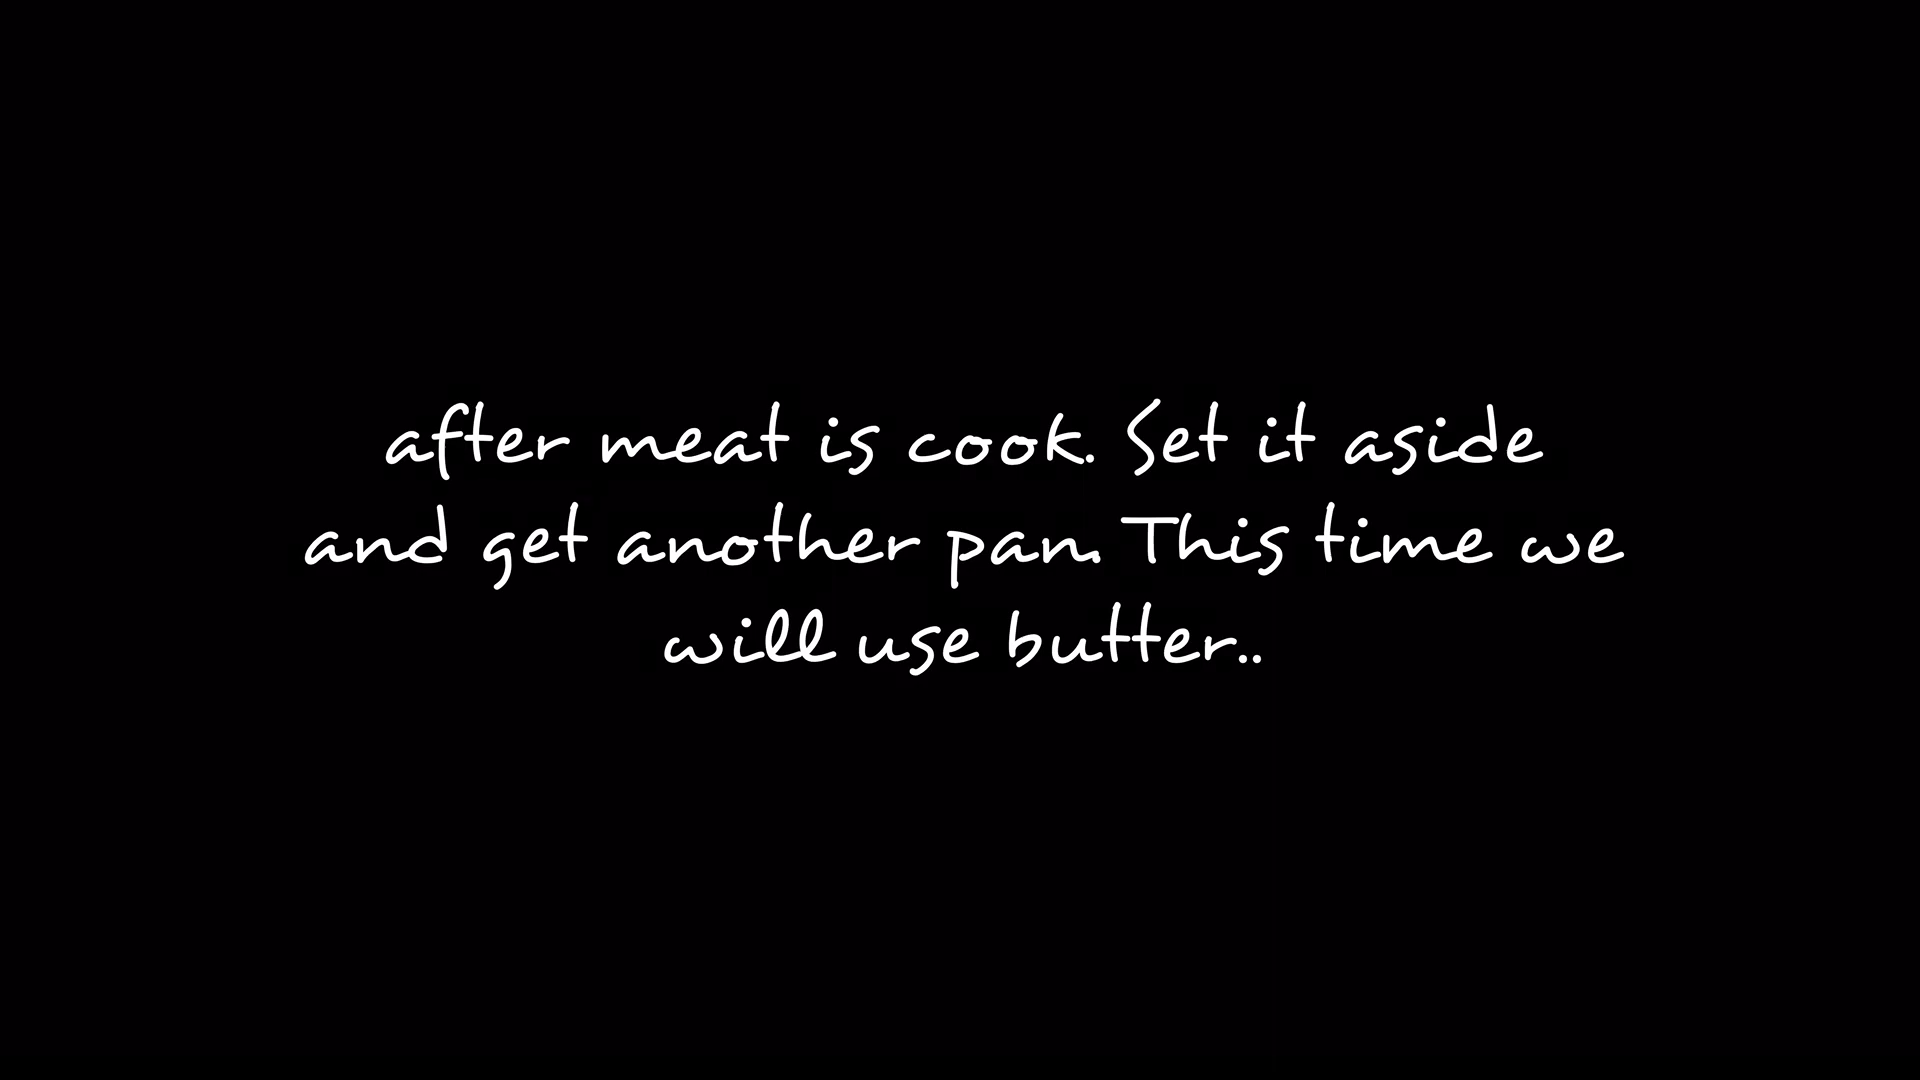 after meat is cook. Set it aside
and get another pan. This time we
will use butter..